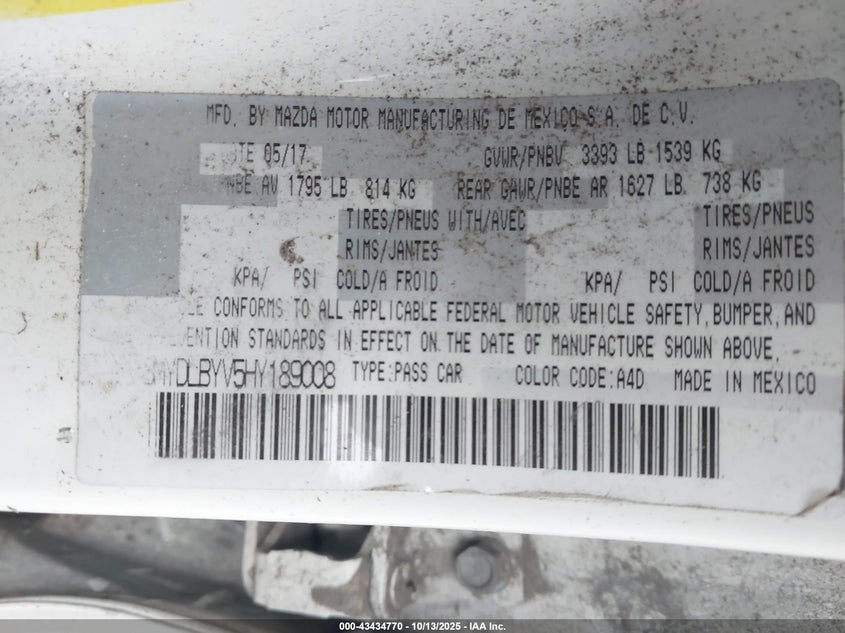 MFD. BY MAZDA MOTOR MANUFACTURING DE MEXICO S.A. DE C.V.
TE 05/17 GVWR/PNBV 3393 LB 1539 KG
NBE AV 1795 LB 814 KG REAR GAWR/PNBE AR 1627 LB 738 KG
TIRES/PNEUS WITH/AVEC TIRES/PNEUS
RIMS/JANTES RIMS/JANTES
KPA/ PSI COLD/A FROID KPA/ PSI COLD/A FROID
LE CONFORMS TO ALL APPLICABLE FEDERAL MOTOR VEHICLE SAFETY, BUMPER, AND
VENTION STANDARDS IN EFFECT ON THE DATE OF MANUFACTURE SHOWN ABOVE.
MYDLBYV5HY189008 TYPE:PASS CAR COLOR CODE:A4D MADE IN MEXICO
000-43434770 - 10/13/2025 - IAA Inc.